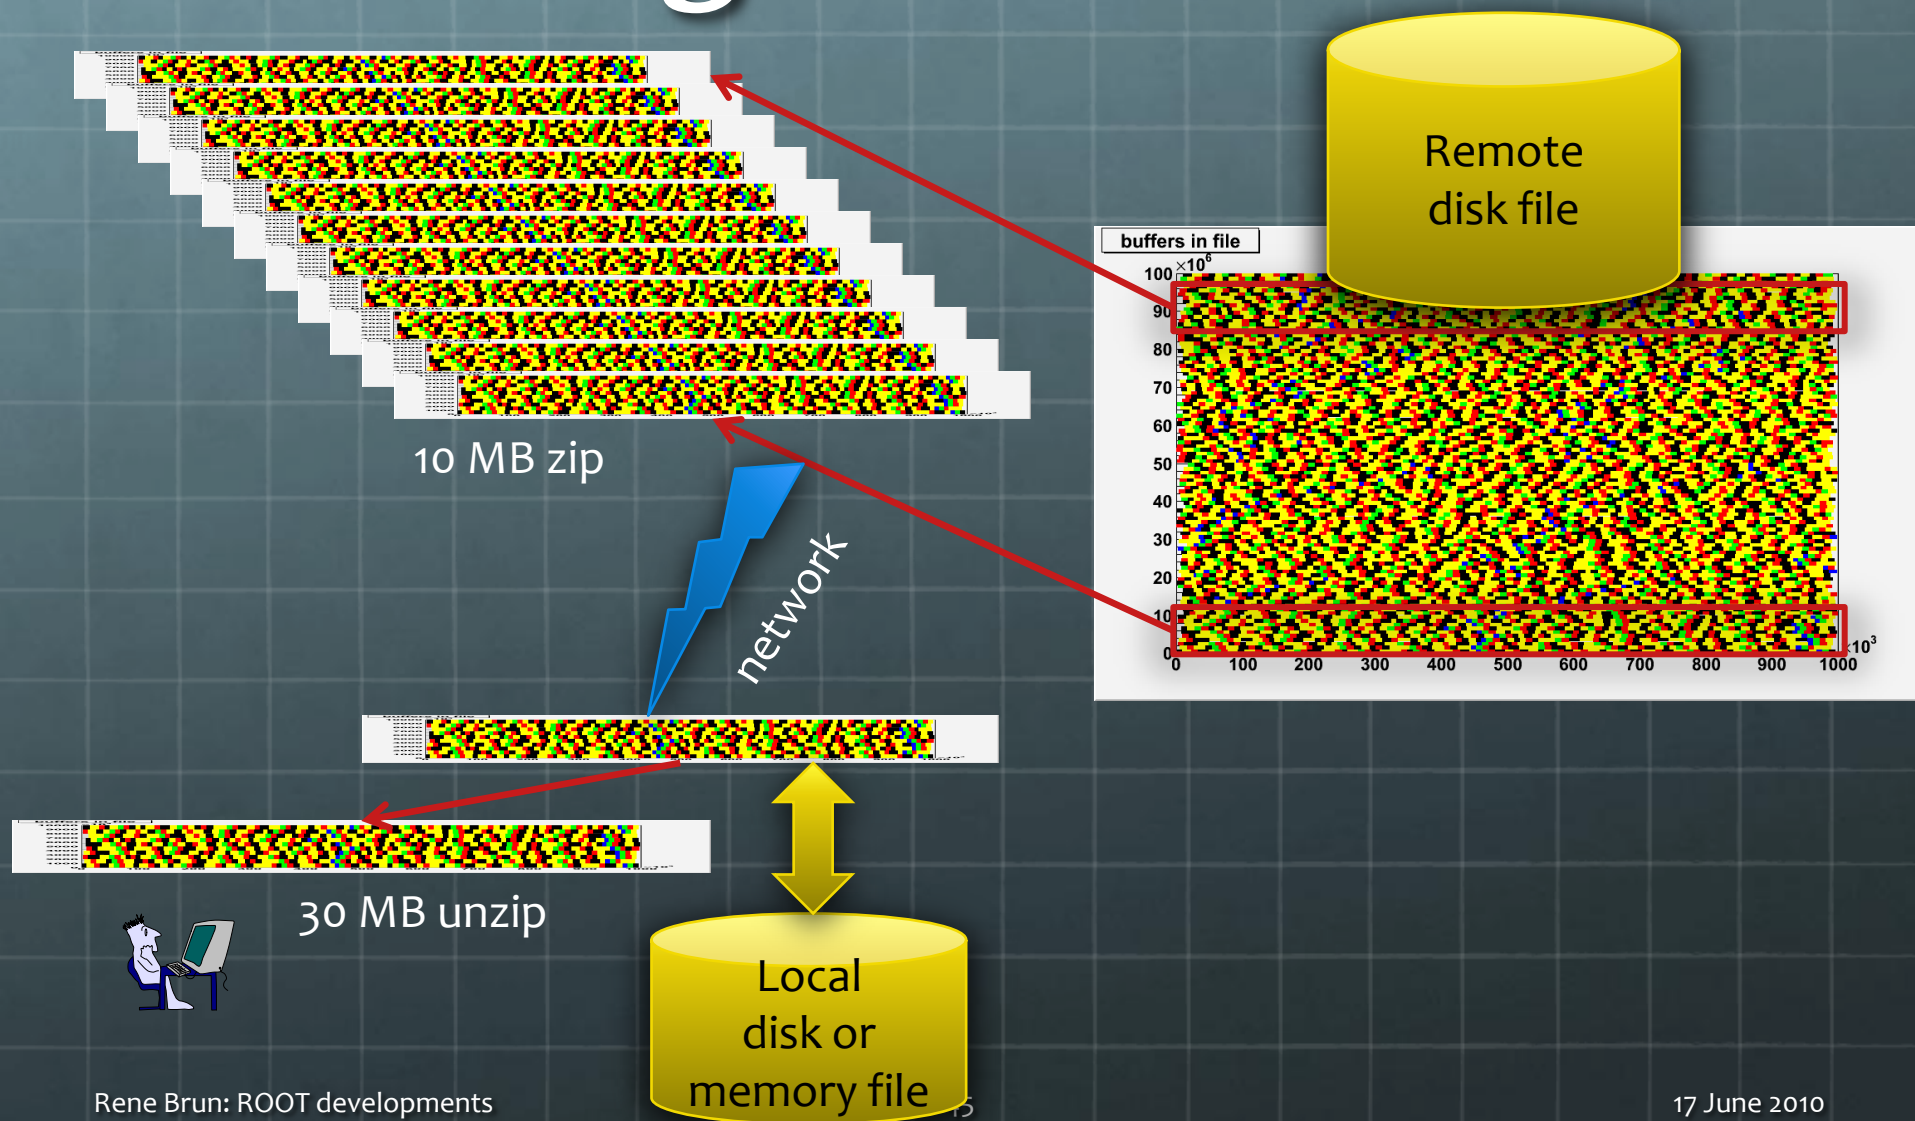 Remote
disk file
buffers in file
×10⁶
100
90
80
70
60
50
40
30
20
10
0
0 100 200 300 400 500 600 700 800 900 1000
×10³
10 MB zip
network
30 MB unzip
Local
disk or
memory file
Rene Brun: ROOT developments
17 June 2010